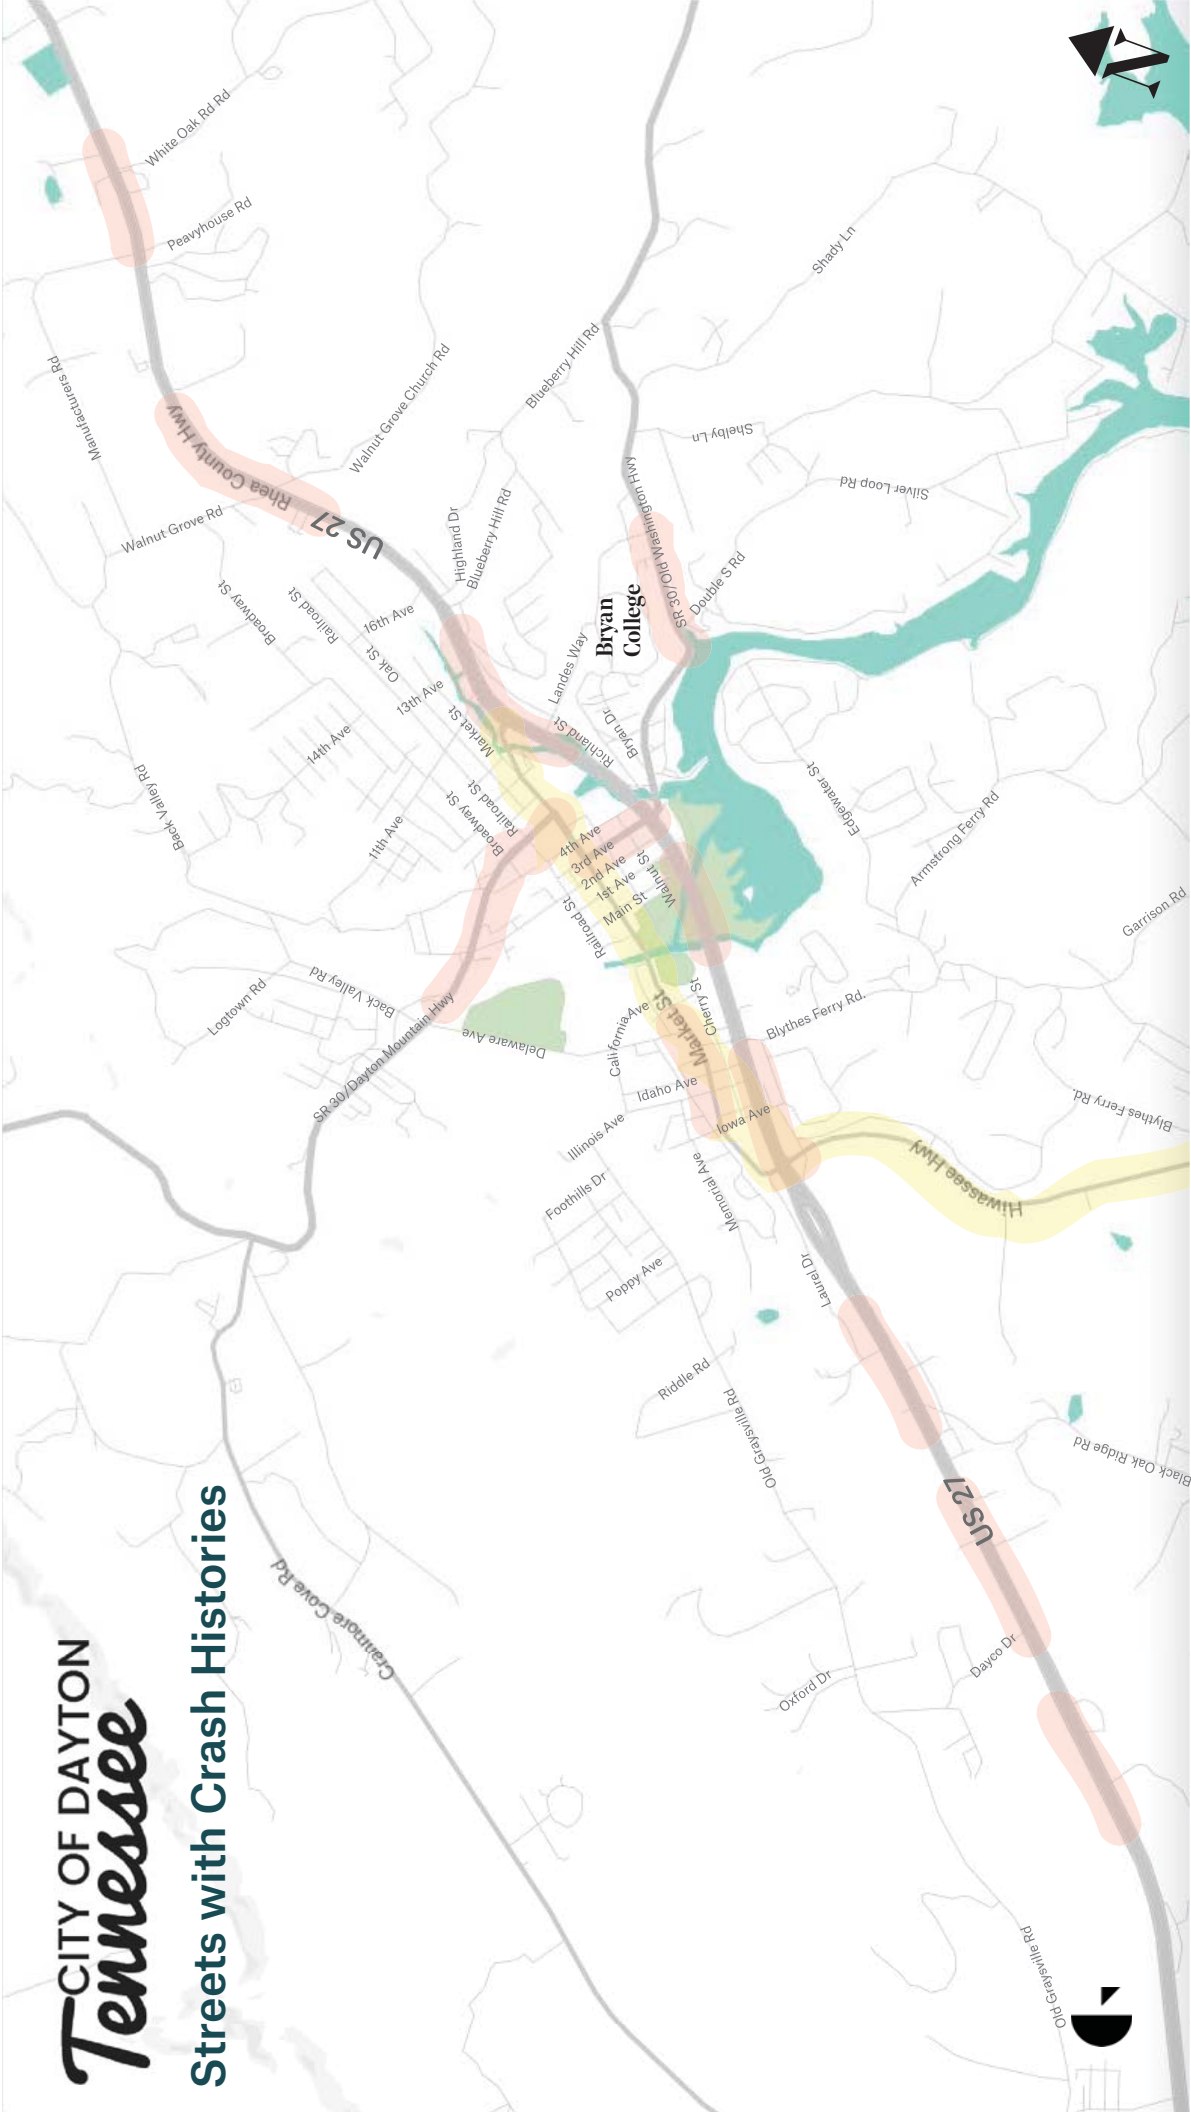 CITY OF DAYTON
Tennessee
Streets with Crash Histories
White Oak Rd Rd
Peavyhouse Rd
Manufacturers Rd
Rhea County Hwy
US 27
Walnut Grove Church Rd
Walnut Grove Rd
Blueberry Hill Rd
Shady Ln
Shelby Ln
Silver Loop Rd
Highland Dr
Blueberry Hill Rd
SR 30/Old Washington Hwy
Double S Rd
Bryan
College
Broadway St
Railroad St
16th Ave
Oak St
13th Ave
Market St
14th Ave
Landes Way
Richland St
Bryan Dr
Back Valley Rd
11th Ave
Railroad St
Broadway St
4th Ave
3rd Ave
2nd Ave
1st Ave
Main St
Walnut St
Railroad St
Edgewater St
Armstrong Ferry Rd
Garrison Rd
Logtown Rd
Back Valley Rd
SR 30/Dayton Mountain Hwy
Delaware Ave
California Ave
Market St
Cherry St
Blythes Ferry Rd.
Blythes Ferry Rd.
Idaho Ave
Iowa Ave
Illinois Ave
Foothills Dr
Memorial Ave
Hiwassee Hwy
Poppy Ave
Laurel Dr
Riddle Rd
Old Graysville Rd
US 27
Black Oak Ridge Rd
Cranmore Cove Rd
Oxford Dr
Dayco Dr
Old Graysville Rd